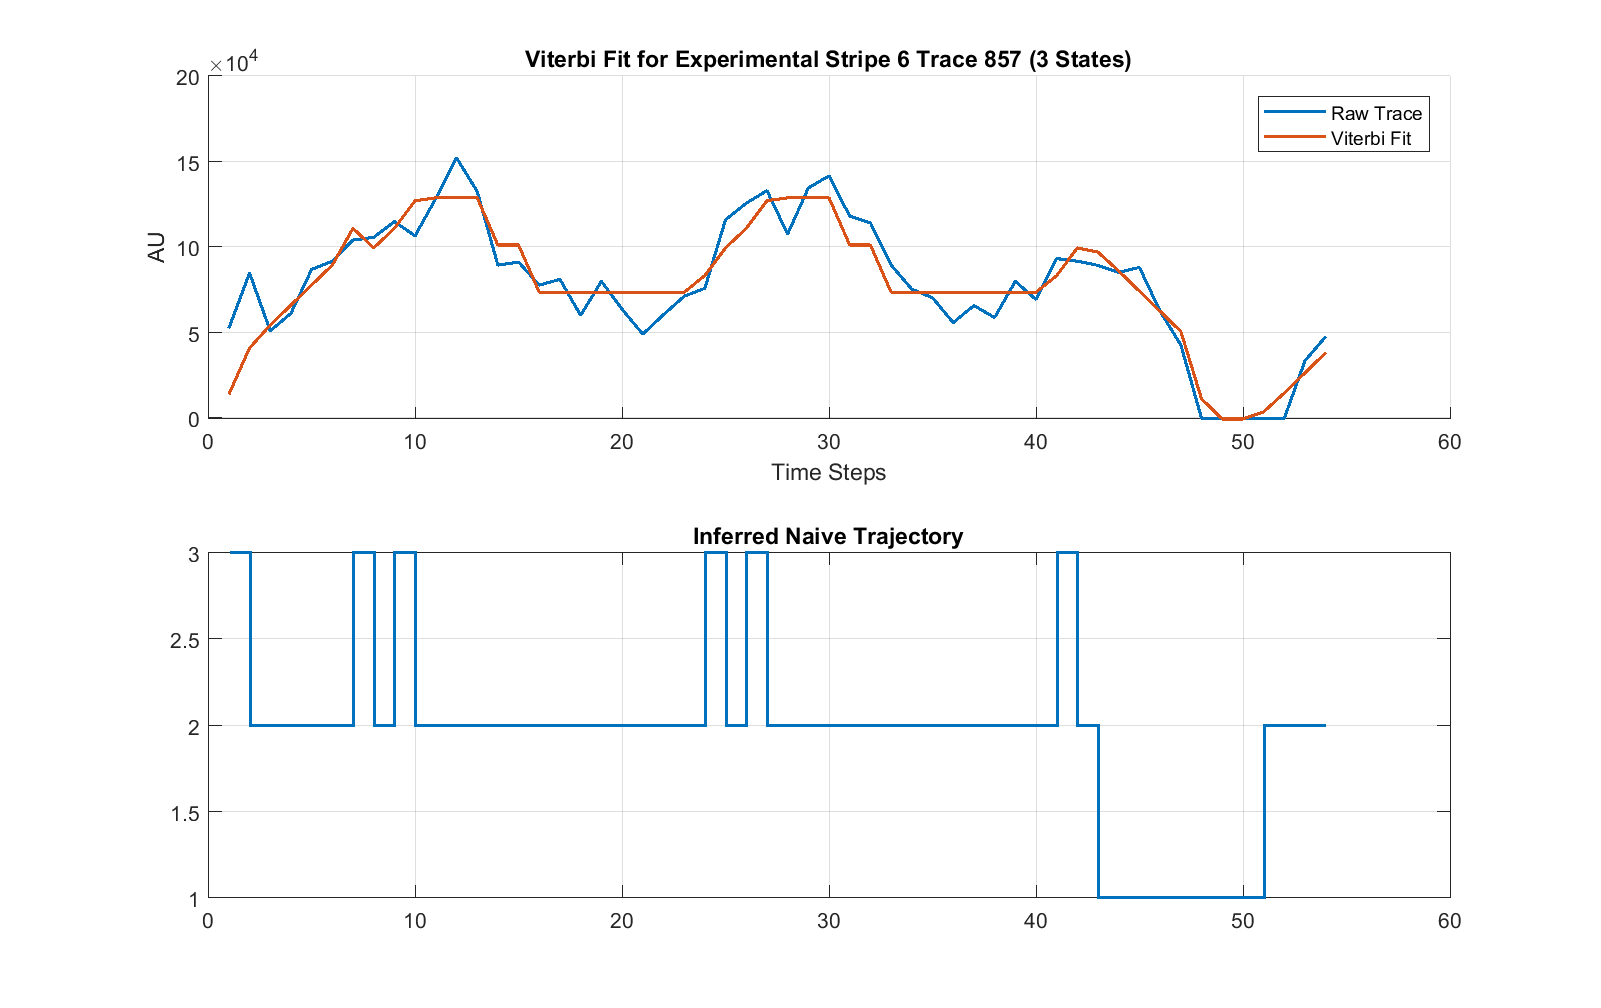 Viterbi Fit for Experimental Stripe 6 Trace 857 (3 States)
×10⁴
20
15
10
5
0
AU
Raw Trace
Viterbi Fit
0 10 20 30 40 50 60
Time Steps
Inferred Naive Trajectory
3
2.5
2
1.5
1
0 10 20 30 40 50 60